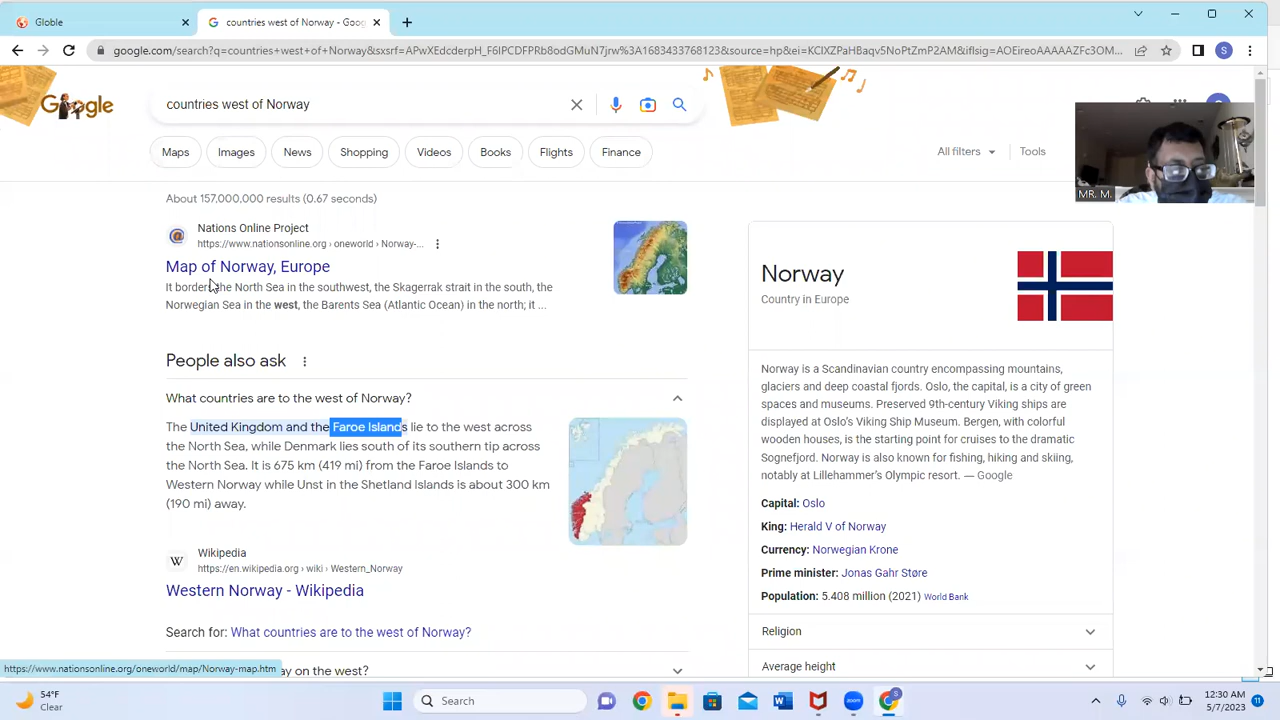 Globle
countries west of Norway - Goog
google.com/search?q=countries+west+of+Norway&sxsrf=APwXEdcderpH_F6IPCDFPRb8odGMuN7jrw%3A1683433768123&source=hp&ei=KCIXZPaHBaqv5NoPtZmP2AM&iflsig=AOEireoAAAAAZFc3OM...
Google
countries west of Norway
Maps
Images
News
Shopping
Videos
Books
Flights
Finance
All filters
Tools
MR. M.
About 157,000,000 results (0.67 seconds)
Nations Online Project
https://www.nationsonline.org › oneworld › Norway-...
Map of Norway, Europe
It borders the North Sea in the southwest, the Skagerrak strait in the south, the
Norwegian Sea in the west, the Barents Sea (Atlantic Ocean) in the north; it ...
People also ask
What countries are to the west of Norway?
The United Kingdom and the Faroe Islands lie to the west across
the North Sea, while Denmark lies south of its southern tip across
the North Sea. It is 675 km (419 mi) from the Faroe Islands to
Western Norway while Unst in the Shetland Islands is about 300 km
(190 mi) away.
W
Wikipedia
https://en.wikipedia.org › wiki › Western_Norway
Western Norway - Wikipedia
Search for: What countries are to the west of Norway?
ay on the west?
https://www.nationsonline.org/oneworld/map/Norway-map.htm
Norway
Country in Europe
Norway is a Scandinavian country encompassing mountains,
glaciers and deep coastal fjords. Oslo, the capital, is a city of green
spaces and museums. Preserved 9th-century Viking ships are
displayed at Oslo's Viking Ship Museum. Bergen, with colorful
wooden houses, is the starting point for cruises to the dramatic
Sognefjord. Norway is also known for fishing, hiking and skiing,
notably at Lillehammer's Olympic resort. — Google
Capital: Oslo
King: Herald V of Norway
Currency: Norwegian Krone
Prime minister: Jonas Gahr Støre
Population: 5.408 million (2021) World Bank
Religion
Average height
54°F
Clear
Search
12:30 AM
5/7/2023